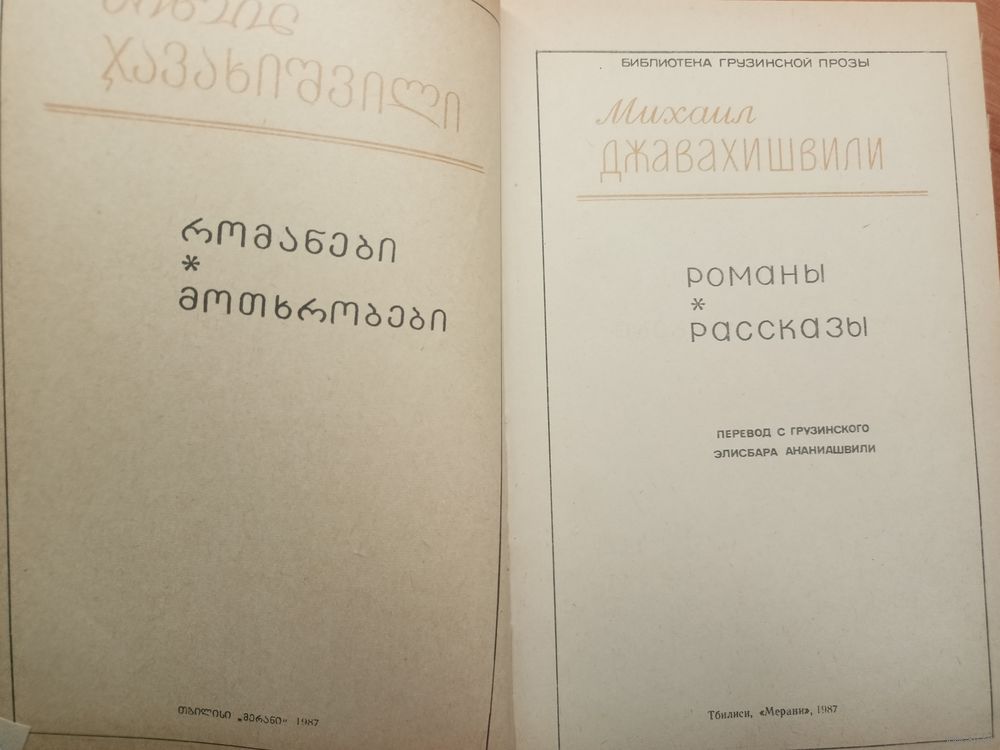 ჯავახიშვილი
რომანები
*
მოთხრობები
თბილისი „მერანი“ 1987
БИБЛИОТЕКА ГРУЗИНСКОЙ ПРОЗЫ
Михаил
ДЖАВАХИШВИЛИ
РОМАНЫ
*
РАССКАЗЫ
ПЕРЕВОД С ГРУЗИНСКОГО
ЭЛИСБАРА АНАНИАШВИЛИ
Тбилиси, «Мерани», 1987